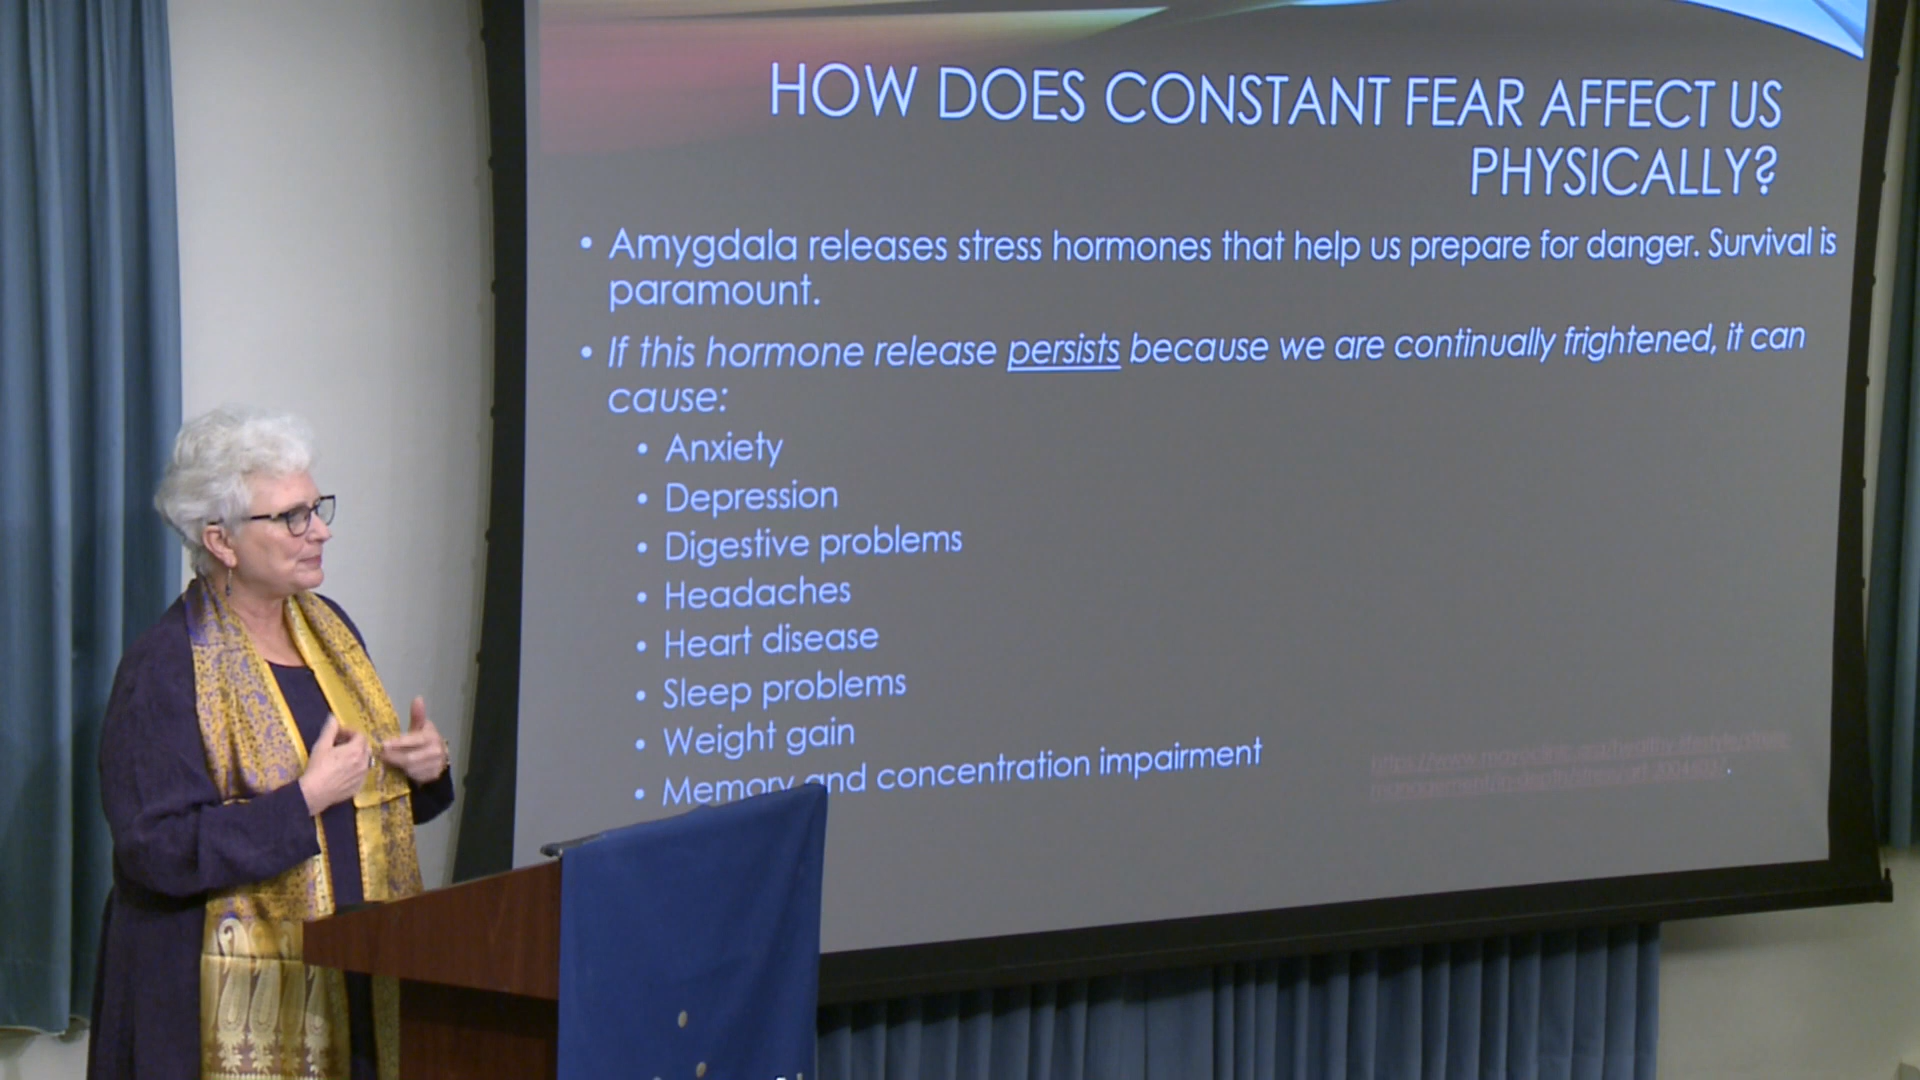 HOW DOES CONSTANT FEAR AFFECT US
PHYSICALLY?
• Amygdala releases stress hormones that help us prepare for danger. Survival is
paramount.
• If this hormone release persists because we are continually frightened, it can
cause:
• Anxiety
• Depression
• Digestive problems
• Headaches
• Heart disease
• Sleep problems
• Weight gain
• Memory and concentration impairment